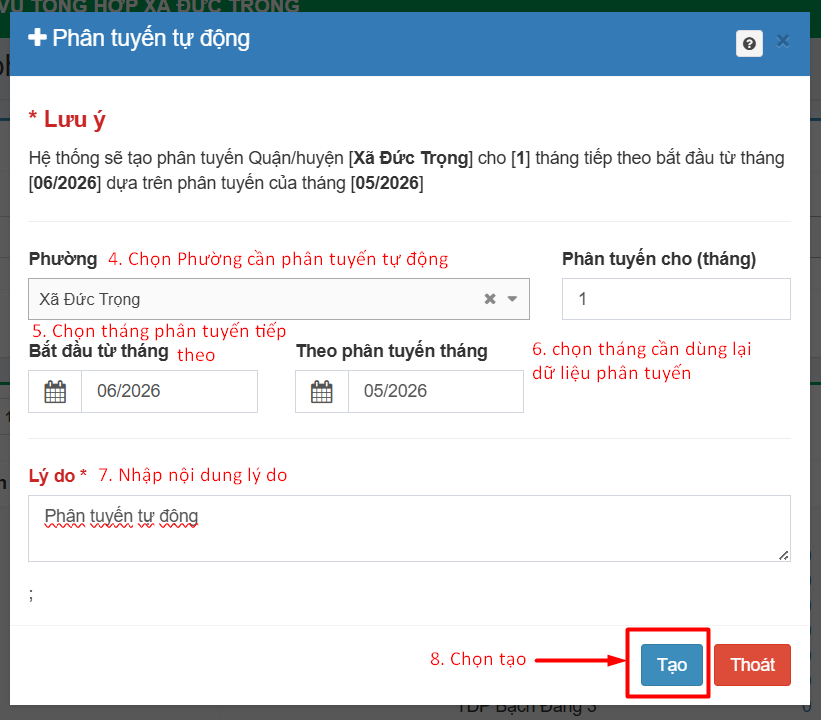 VỤ TỔNG HỢP XÃ ĐỨC TRỌNG
Phân tuyến tự động
* Lưu ý
Hệ thống sẽ tạo phân tuyến Quận/huyện [Xã Đức Trọng] cho [1] tháng tiếp theo bắt đầu từ tháng
[06/2026] dựa trên phân tuyến của tháng [05/2026]
Phường 4. Chọn Phường cần phân tuyến tự động
Phân tuyến cho (tháng)
Xã Đức Trọng
1
5. Chọn tháng phân tuyến tiếp
theo
Bắt đầu từ tháng
Theo phân tuyến tháng
6. chọn tháng cần dùng lại
dữ liệu phân tuyến
06/2026
05/2026
Lý do * 7. Nhập nội dung lý do
Phân tuyến tự động
;
8. Chọn tạo
Tạo
Thoát
TDP Bạch Đằng 3